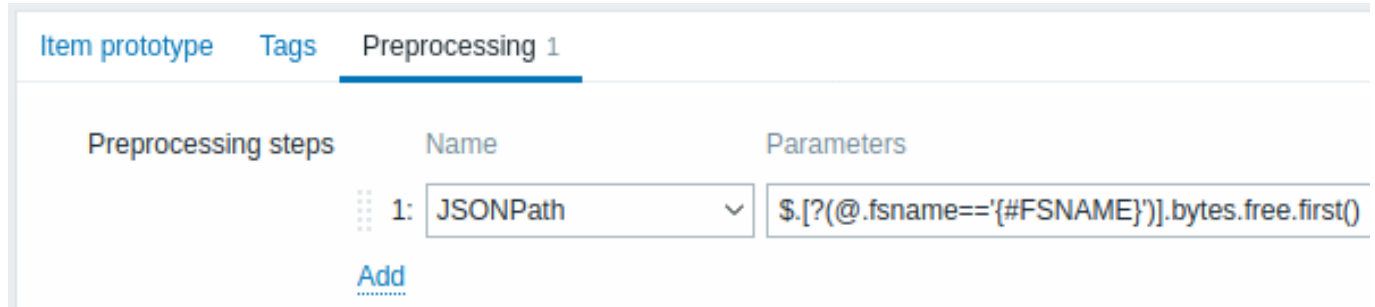 Item prototype Tags Preprocessing 1
Preprocessing steps Name Parameters
1: JSONPath $.[?(@.fsname=='{#FSNAME}')].bytes.free.first()
Add